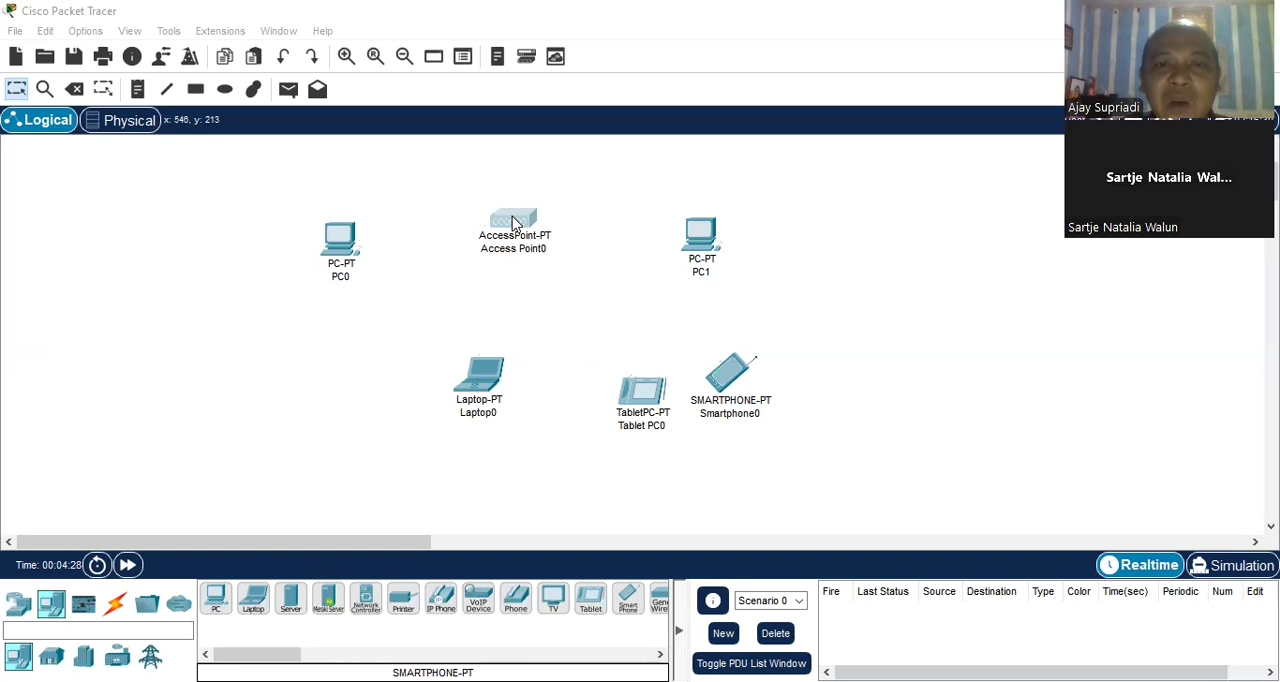 Cisco Packet Tracer
File Edit Options View Tools Extensions Window Help
Logical Physical x: 546, y: 213
Ajay Supriadi
Sartje Natalia Wal...
Sartje Natalia Walun
AccessPoint-PT
Access Point0
PC-PT
PC0
PC-PT
PC1
Laptop-PT
Laptop0
TabletPC-PT
Tablet PC0
SMARTPHONE-PT
Smartphone0
Time: 00:04:28
Realtime Simulation
PC Laptop Server Meraki Server Network Controller Printer IP Phone VoIP Device Phone TV Tablet Smart Phone
SMARTPHONE-PT
Scenario 0
New Delete
Toggle PDU List Window
Fire Last Status Source Destination Type Color Time(sec) Periodic Num Edit